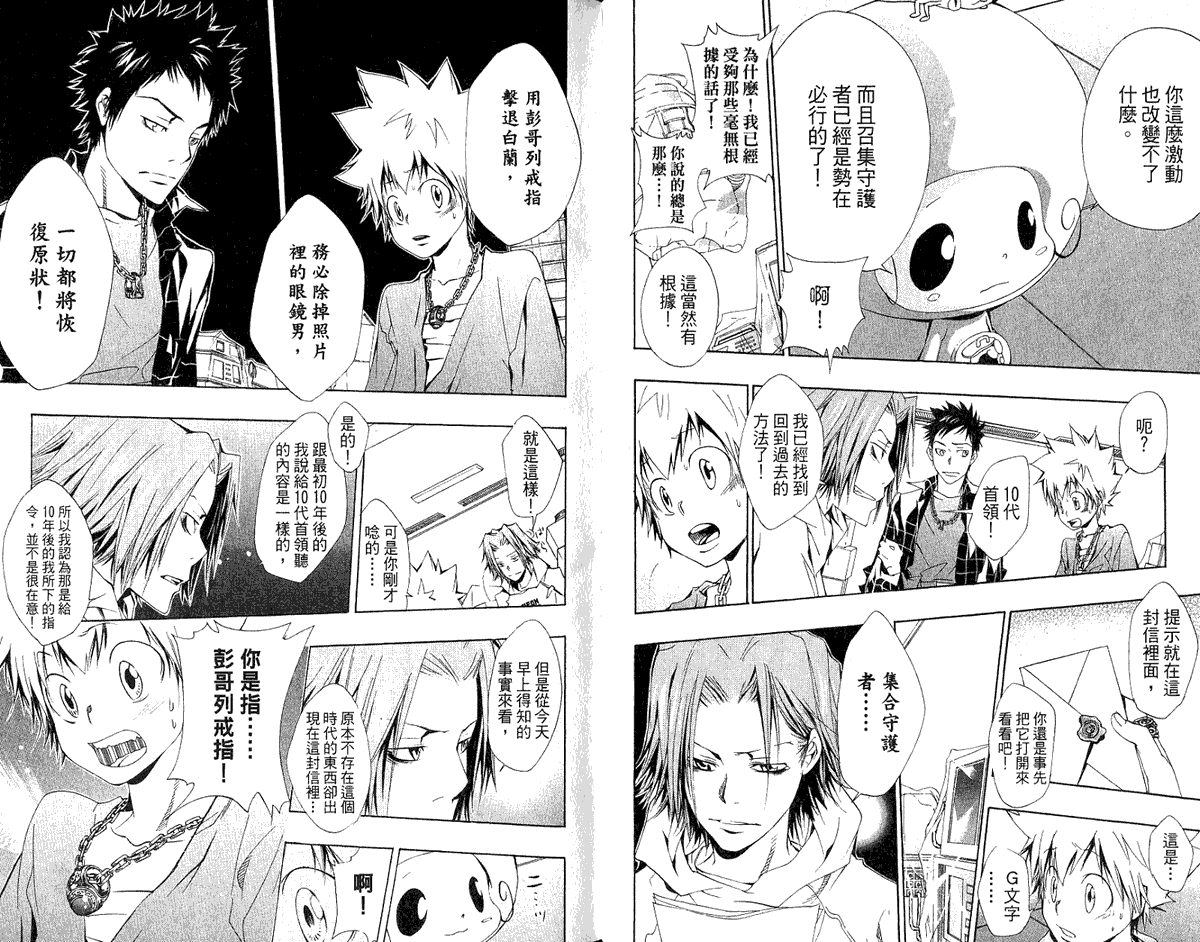 你這麼激動
也改變不了
什麼。
而且召集守護
者已經是勢在
必行的了！
啊！
為什麼！我已經
受夠那些毫無根
據的話了！
你說的總是
那麼……！
這當然有
根據！
呃？
10代
首領！
我已經找到
回到過去的
方法了！
提示就在這
封信裡面，
你還是事先
把它打開來
看看吧！
這是…
G文字
……
集合守護
者……
用彭哥列戒指
擊退白蘭，
務必除掉照片
裡的眼鏡男，
一切都將恢
復原狀！
就是這樣！
可是你剛才
唸的……
是的！
跟最初10年後的
我說給10代首領聽
的內容是一樣的，
所以我認為那是給
10年後的我所下的指
令，並不是很在意！
但是從今天
早上得知的
事實來看，
原本不存在這個
時代的東西卻出
現在這封信裡…
你是指……
彭哥列戒指！
二…ッ
啊！